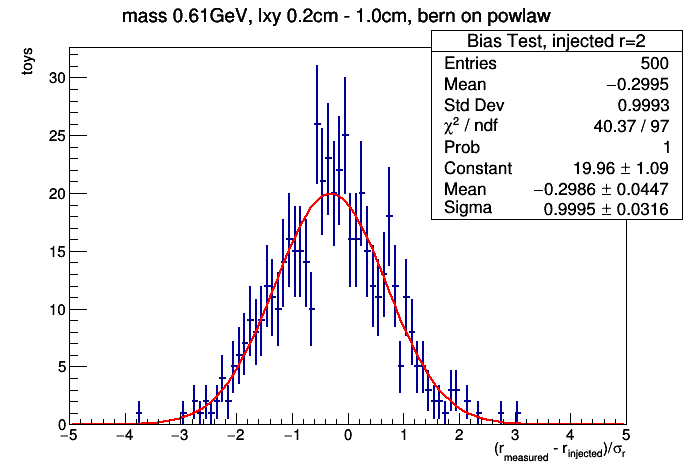 mass 0.61GeV, lxy 0.2cm - 1.0cm, bern on powlaw
Bias Test, injected r=2
Entries 500
Mean −0.2995
Std Dev 0.9993
χ² / ndf 40.37 / 97
Prob 1
Constant 19.96 ± 1.09
Mean −0.2986 ± 0.0447
Sigma 0.9995 ± 0.0316
toys
30
25
20
15
10
5
0
−5 −4 −3 −2 −1 0 1 2 3 4 5
(r_measured - r_injected)/σ_r